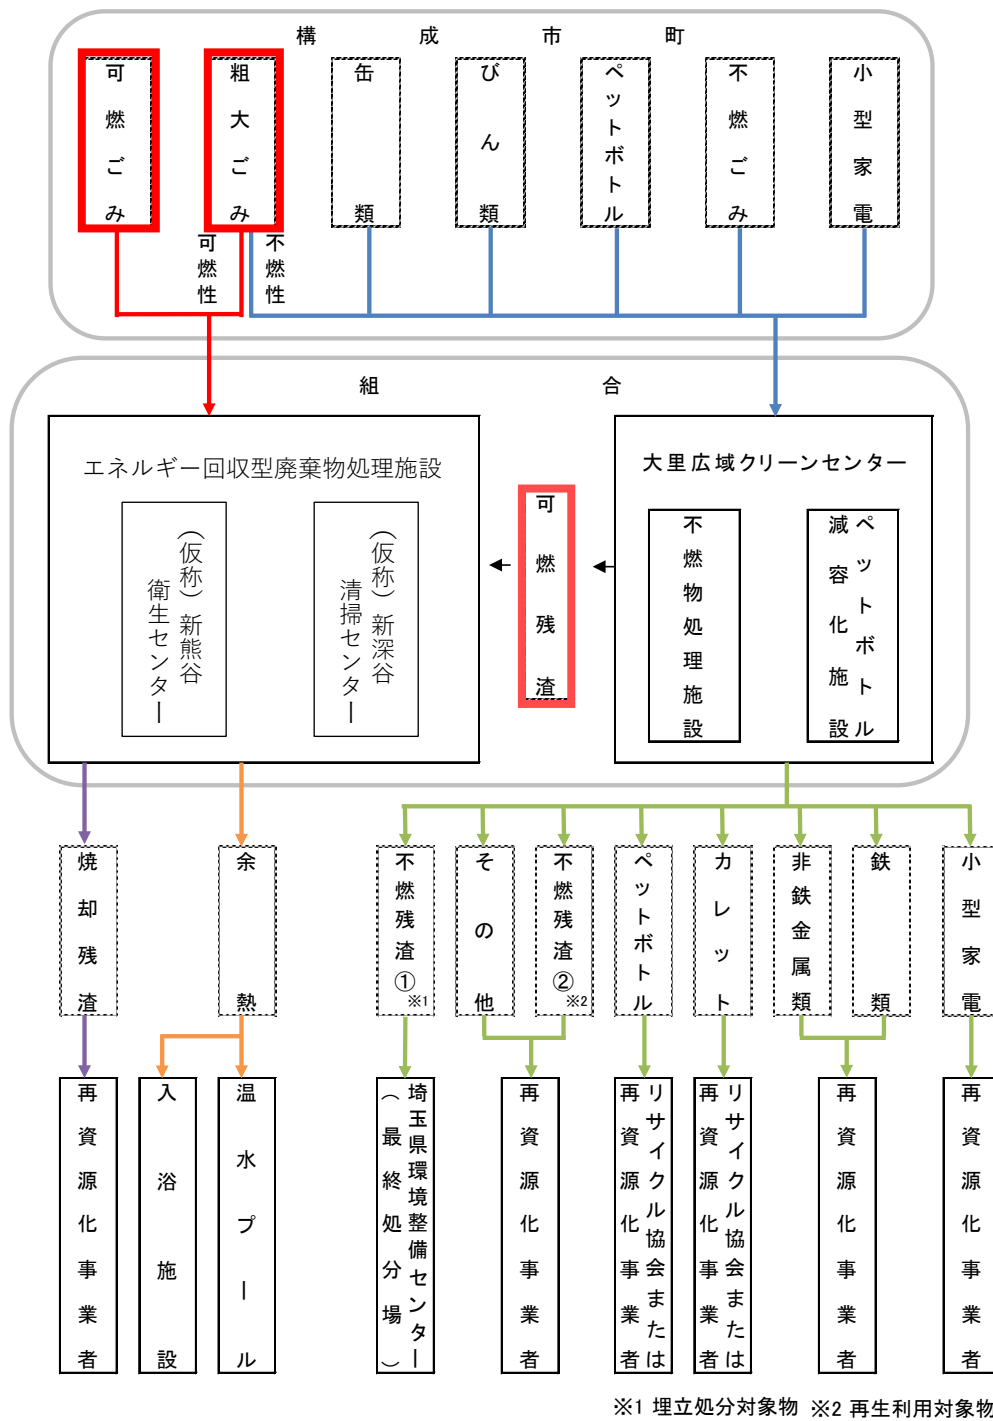 構成市町
可燃ごみ
粗大ごみ
缶類
びん類
ペットボトル
不燃ごみ
小型家電
可燃性
不燃性
組合
エネルギー回収型廃棄物処理施設
（仮称）新熊谷
衛生センター
（仮称）新深谷
清掃センター
可燃残渣
大里広域クリーンセンター
不燃物処理施設
ペットボトル
減容化施設
焼却残渣
余熱
不燃残渣①※1
その他
不燃残渣②※2
ペットボトル
カレット
非鉄金属類
鉄類
小型家電
再資源化事業者
入浴施設
温水プール
埼玉県環境整備センター
（最終処分場）
再資源化事業者
リサイクル協会または
再資源化事業者
リサイクル協会または
再資源化事業者
再資源化事業者
再資源化事業者
※1 埋立処分対象物 ※2 再生利用対象物